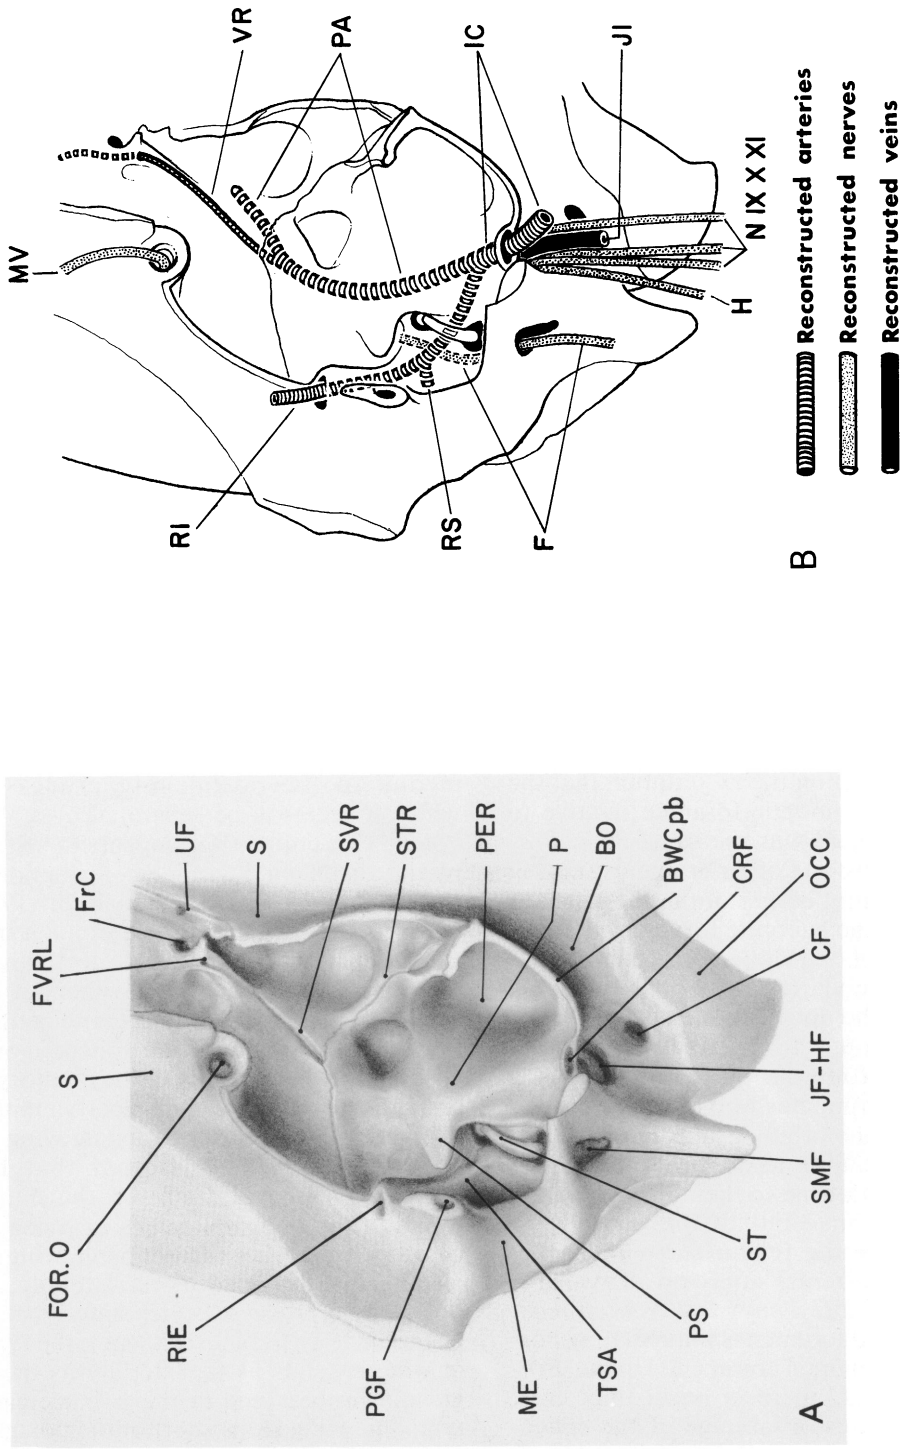 MV
VR
PA
IC
JI
N IX X XI
H
RI
RS
F
Reconstructed arteries
Reconstructed nerves
Reconstructed veins
B
S
FVRL
FrC
UF
S
SVR
STR
PER
P
BO
BWCpb
CRF
OCC
CF
JF-HF
SMF
ST
PS
TSA
ME
PGF
RIE
FOR.O
A